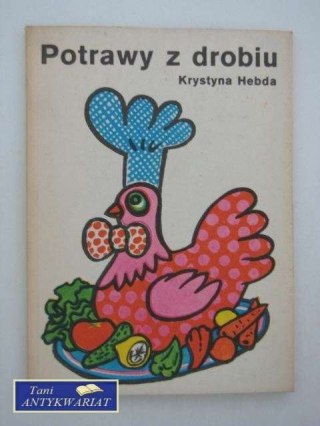 Potrawy z drobiu
Krystyna Hebda
Tani
ANTYKWARIAT